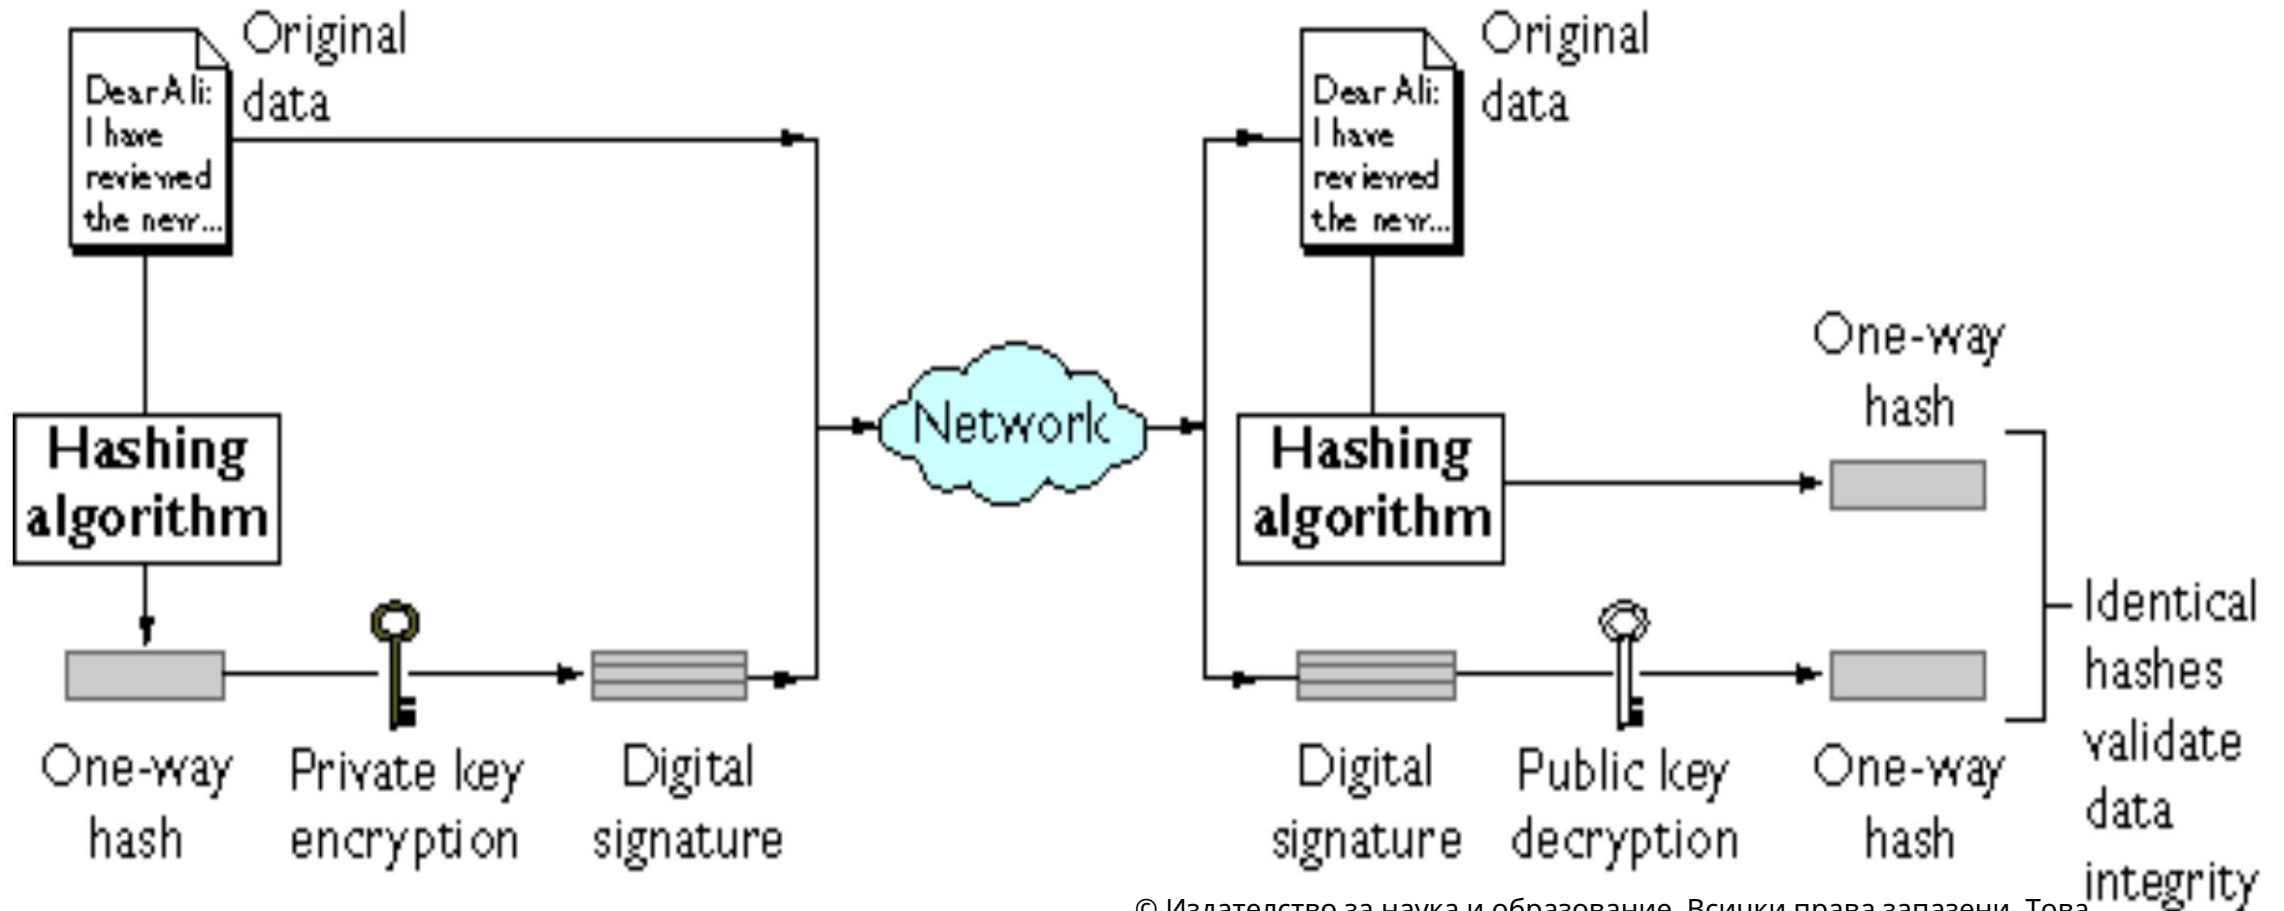 Original
data
Dear Ali:
I have
reviewed
the new...
Hashing
algorithm
One-way
hash
Private key
encryption
Digital
signature
Network
Original
data
Dear Ali:
I have
reviewed
the new...
Hashing
algorithm
One-way
hash
Digital
signature
Public key
decryption
One-way
hash
Identical
hashes
validate
data
integrity
© Издателство за наука и образование. Всички права запазени. Това